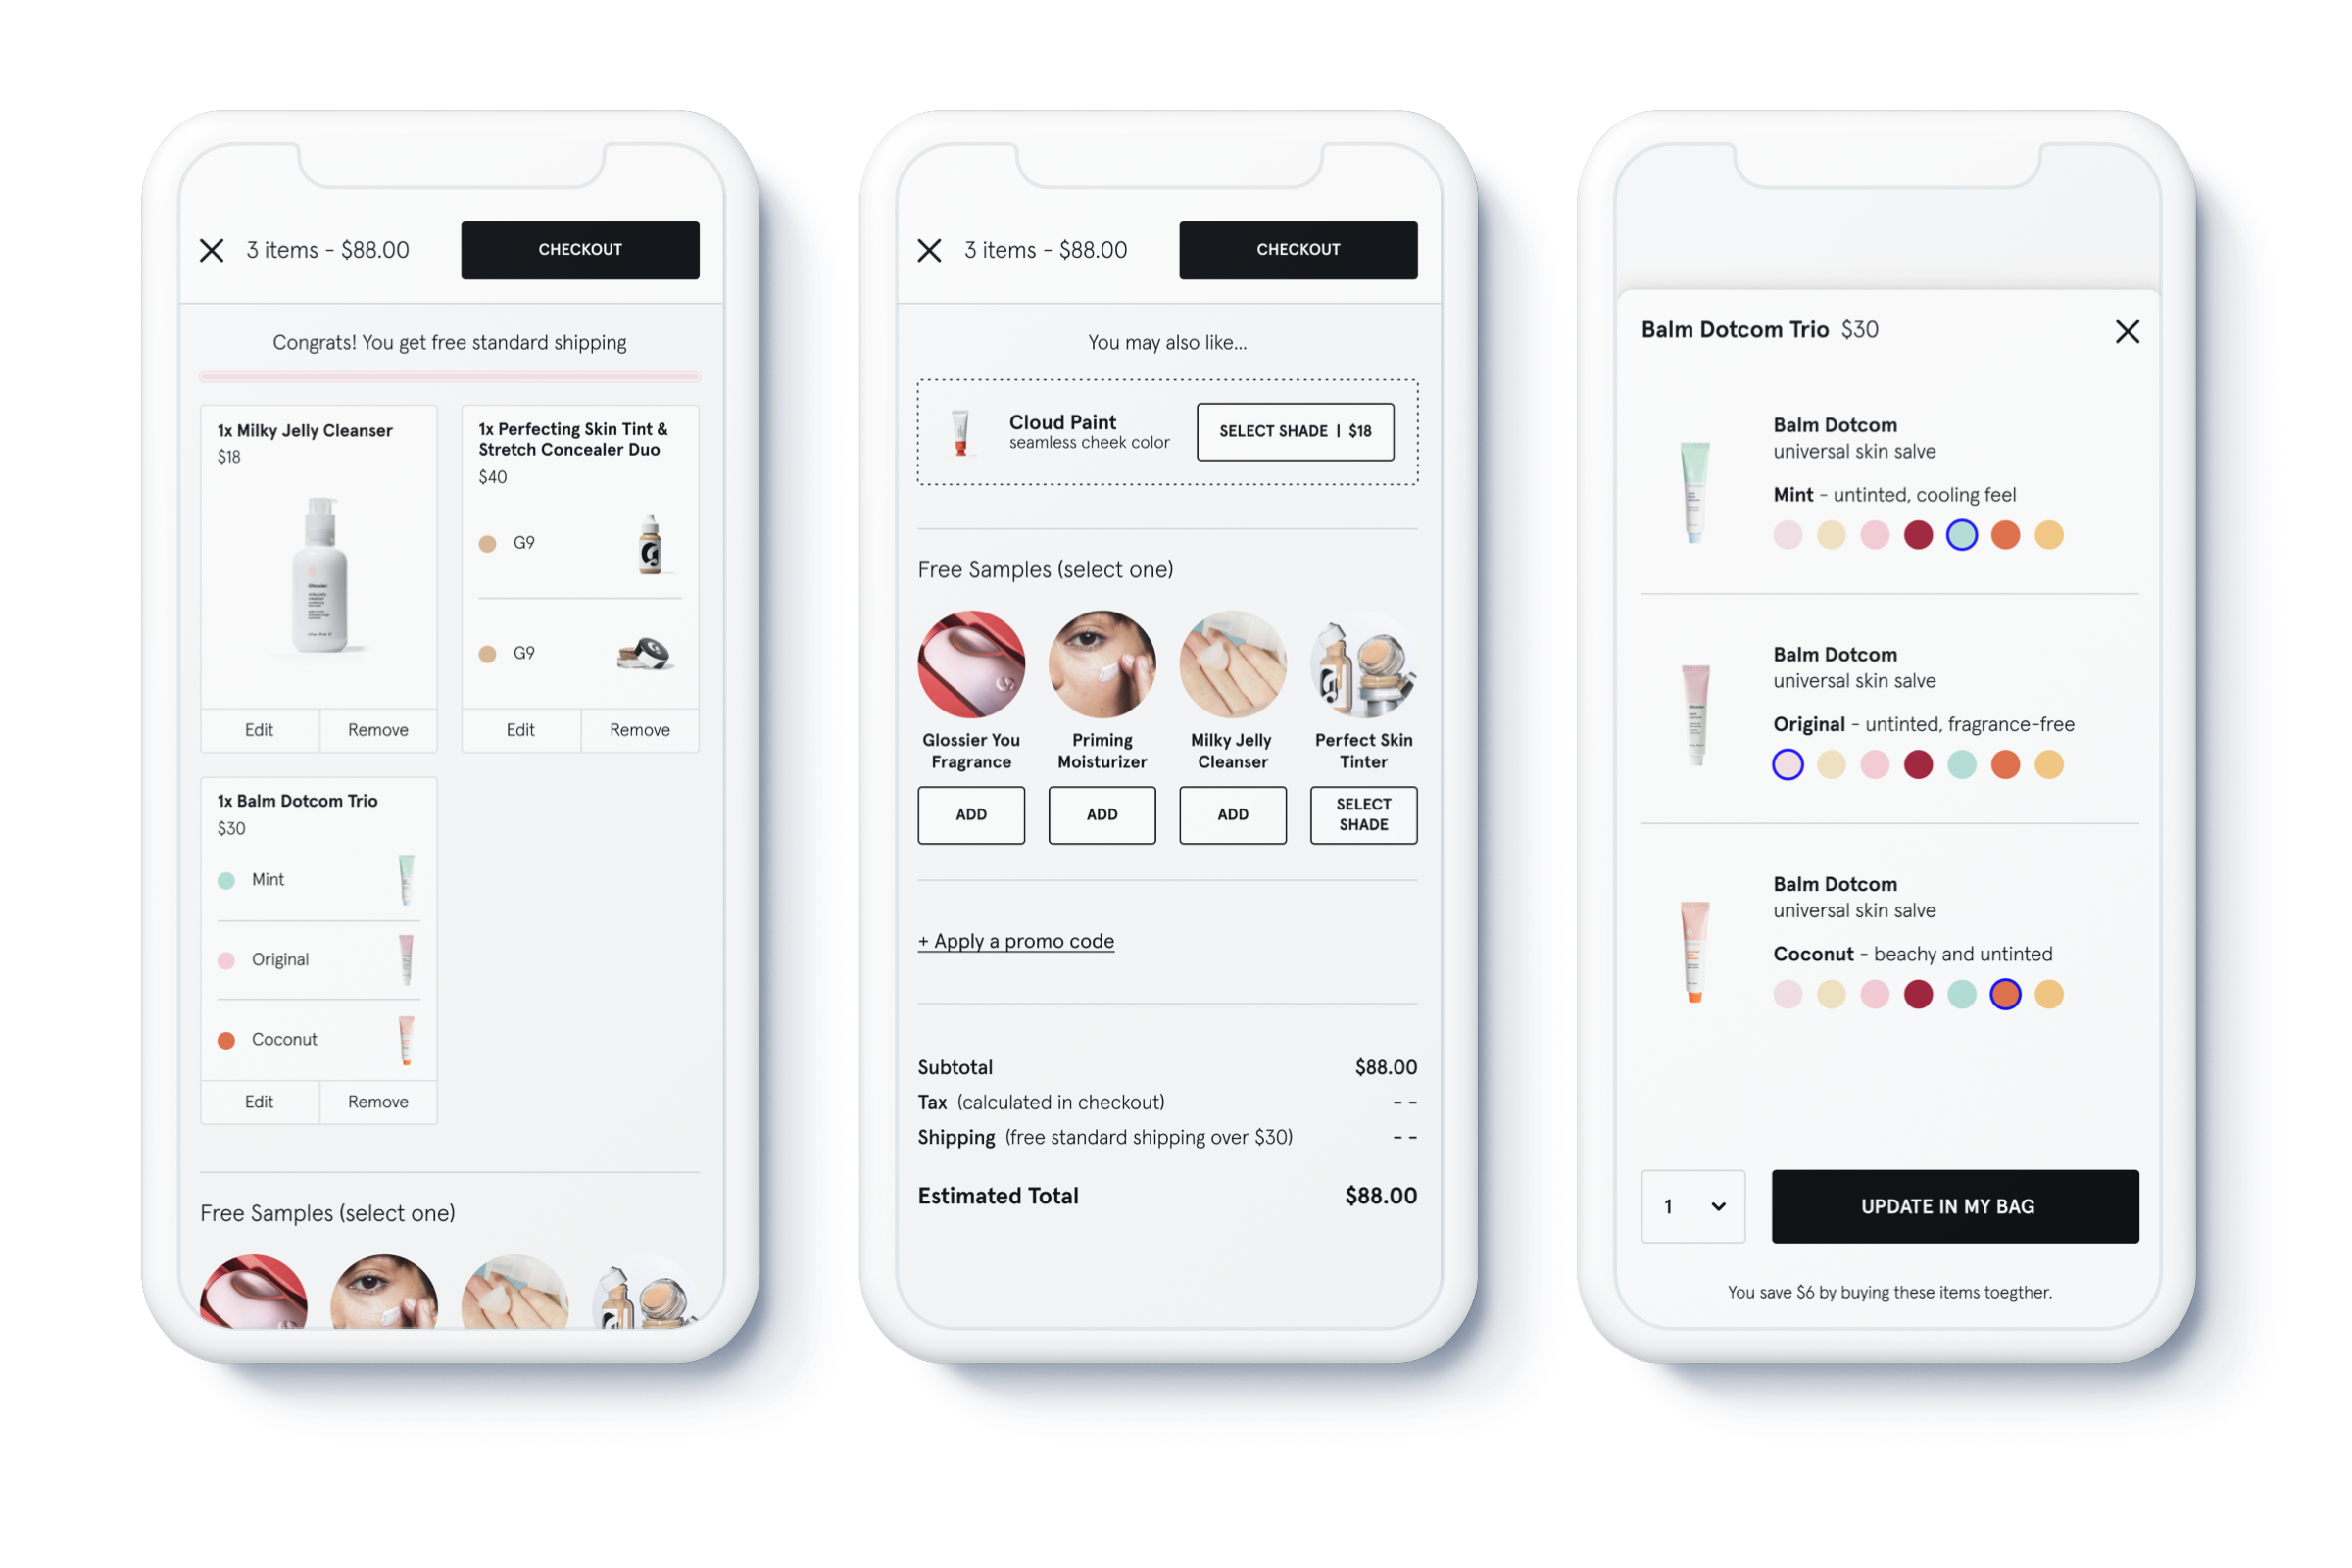 3 items - $88.00
CHECKOUT
Congrats! You get free standard shipping
1x Milky Jelly Cleanser
$18
Edit
Remove
1x Perfecting Skin Tint &
Stretch Concealer Duo
$40
G9
G9
Edit
Remove
1x Balm Dotcom Trio
$30
Mint
Original
Coconut
Edit
Remove
Free Samples (select one)
3 items - $88.00
CHECKOUT
You may also like...
Cloud Paint
seamless cheek color
SELECT SHADE | $18
Free Samples (select one)
Glossier You
Fragrance
ADD
Priming
Moisturizer
ADD
Milky Jelly
Cleanser
ADD
Perfect Skin
Tinter
SELECT
SHADE
+ Apply a promo code
Subtotal $88.00
Tax (calculated in checkout) - -
Shipping (free standard shipping over $30) - -
Estimated Total $88.00
Balm Dotcom Trio $30
Balm Dotcom
universal skin salve
Mint - untinted, cooling feel
Balm Dotcom
universal skin salve
Original - untinted, fragrance-free
Balm Dotcom
universal skin salve
Coconut - beachy and untinted
1
UPDATE IN MY BAG
You save $6 by buying these items toegther.